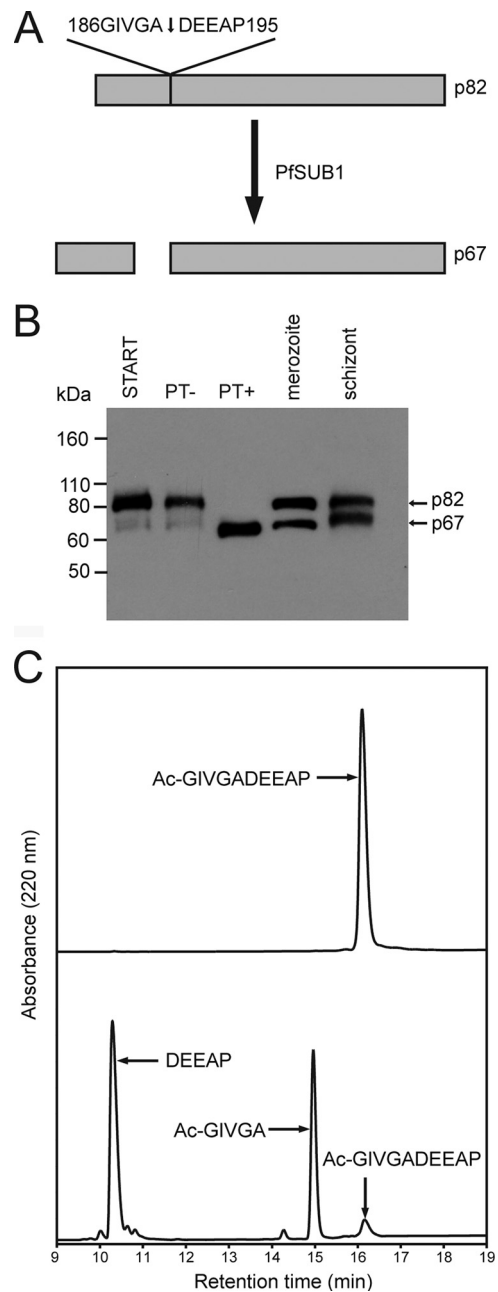 A
186GIVGA⬇DEEAP195
p82
PfSUB1
p67
B
kDa
START
PT-
PT+
merozoite
schizont
160
110
80
60
50
p82
p67
C
Ac-GIVGADEEAP
DEEAP
Ac-GIVGA
Ac-GIVGADEEAP
Absorbance (220 nm)
9 10 11 12 13 14 15 16 17 18 19
Retention time (min)